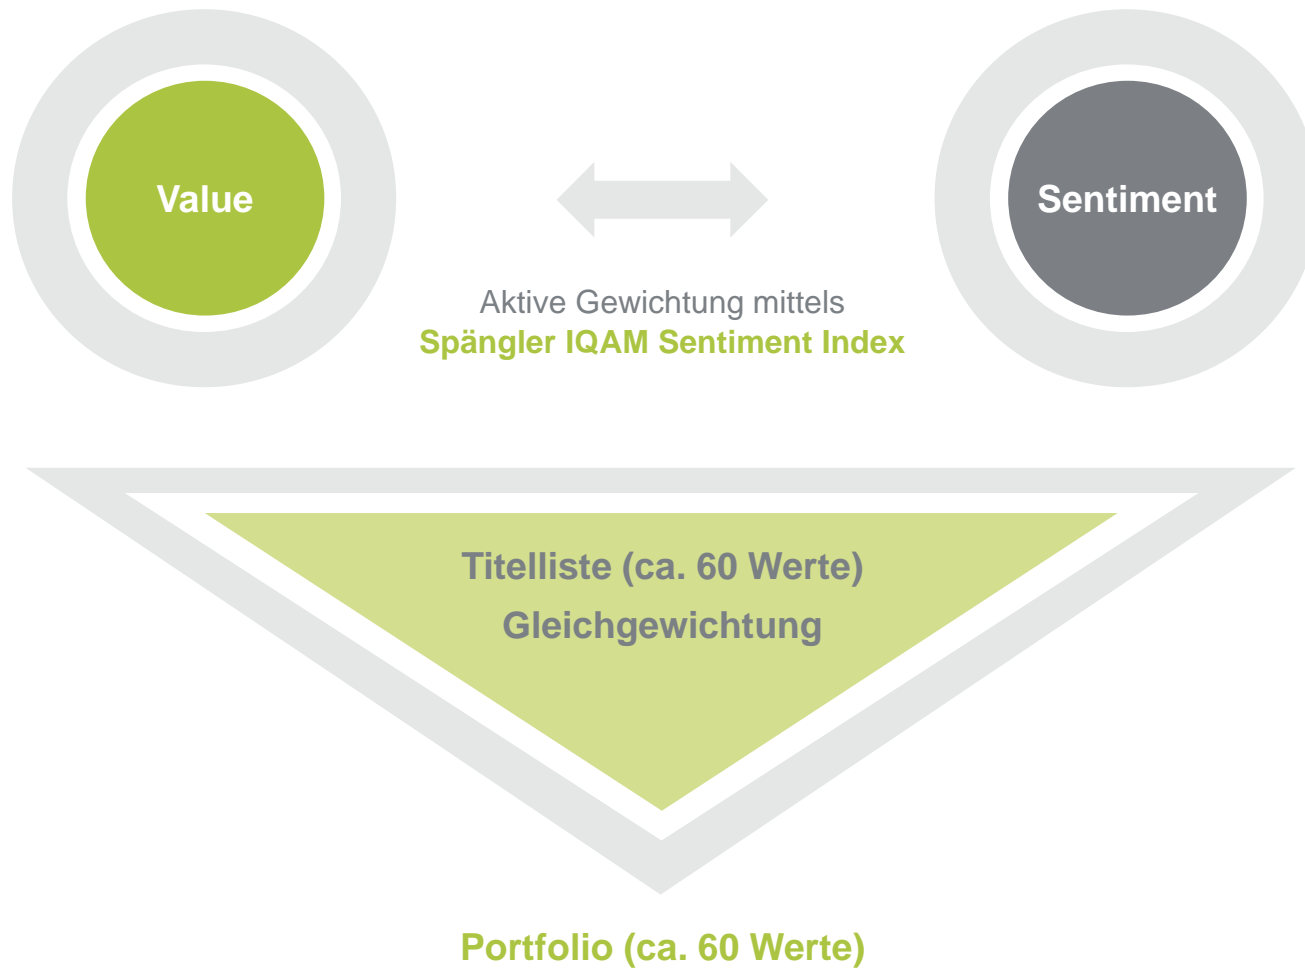 Value
Sentiment
Aktive Gewichtung mittels
Spängler IQAM Sentiment Index
Titelliste (ca. 60 Werte)
Gleichgewichtung
Portfolio (ca. 60 Werte)